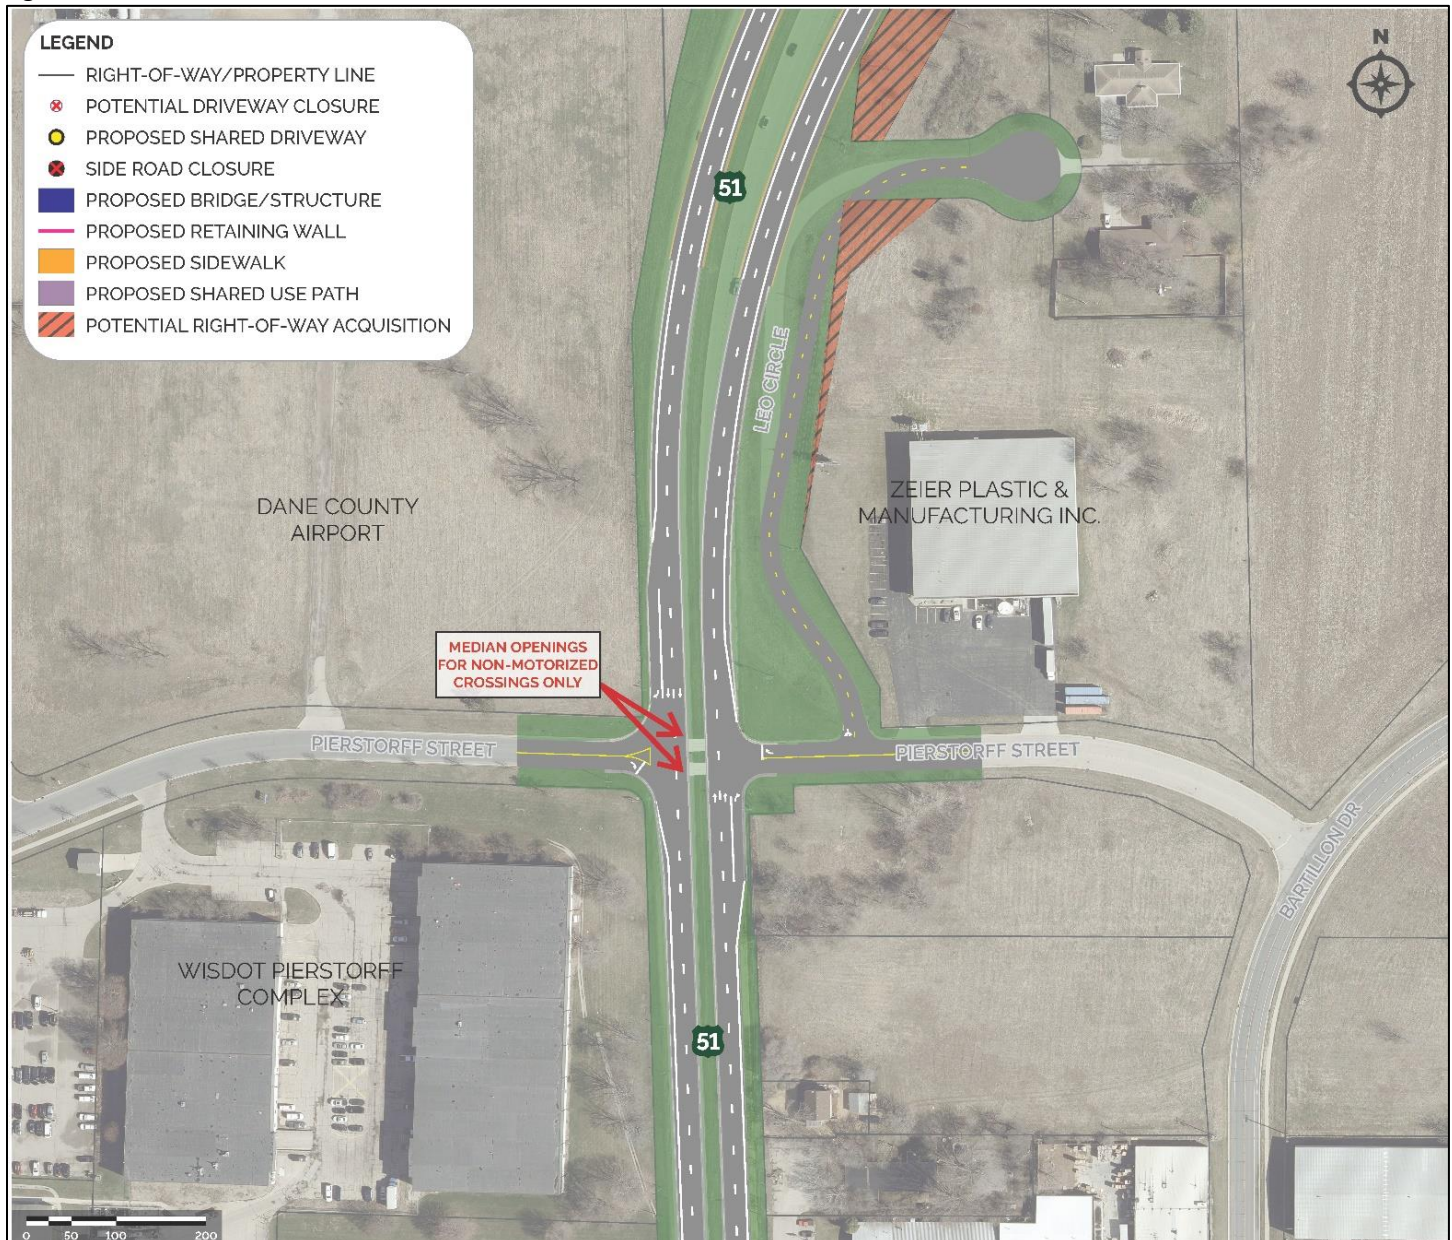 LEGEND
RIGHT-OF-WAY/PROPERTY LINE
POTENTIAL DRIVEWAY CLOSURE
PROPOSED SHARED DRIVEWAY
SIDE ROAD CLOSURE
PROPOSED BRIDGE/STRUCTURE
PROPOSED RETAINING WALL
PROPOSED SIDEWALK
PROPOSED SHARED USE PATH
POTENTIAL RIGHT-OF-WAY ACQUISITION
N
51
LEO CIRCLE
DANE COUNTY
AIRPORT
ZEIER PLASTIC &
MANUFACTURING INC.
MEDIAN OPENINGS
FOR NON-MOTORIZED
CROSSINGS ONLY
PIERSTORFF STREET
PIERSTORFF STREET
BARTILLON DR
WISDOT PIERSTORFF
COMPLEX
51
0 50 100 200